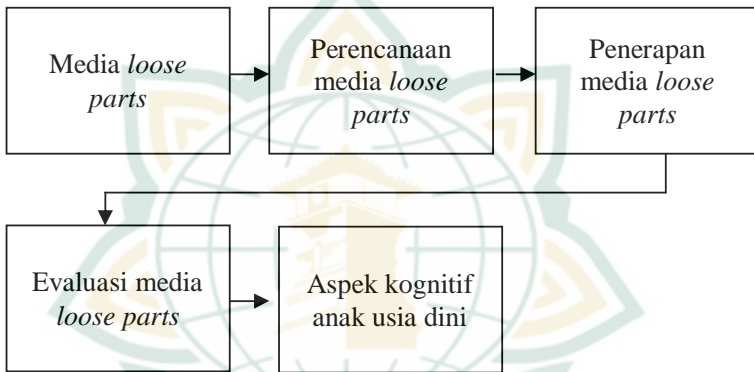 Media loose
parts
Perencanaan
media loose
parts
Penerapan
media loose
parts
Evaluasi media
loose parts
Aspek kognitif
anak usia dini